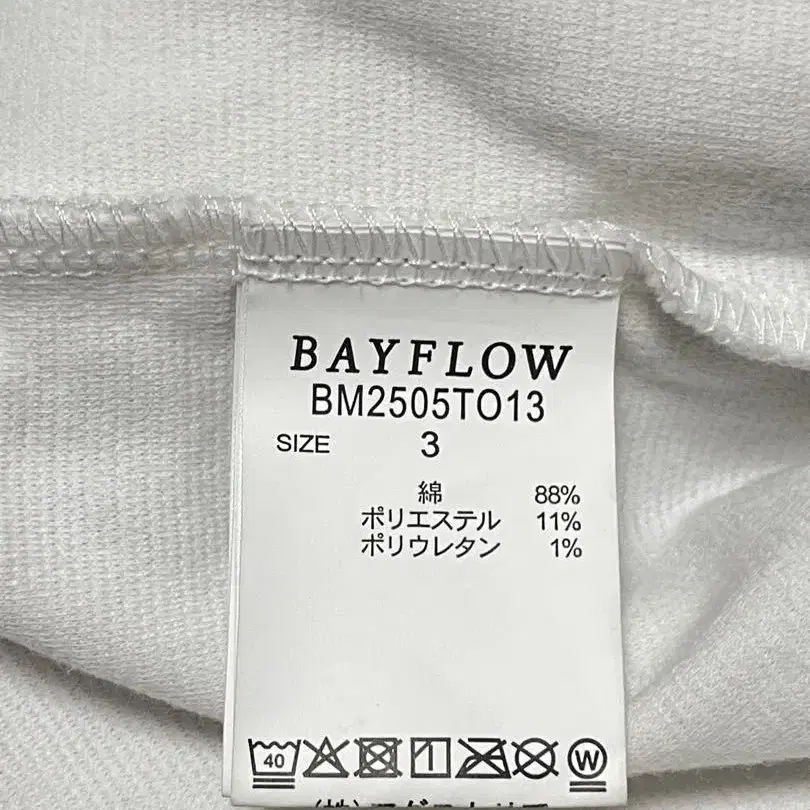 BAYFLOW
BM2505TO13
SIZE 3
綿 88%
ポリエステル 11%
ポリウレタン 1%
40 W